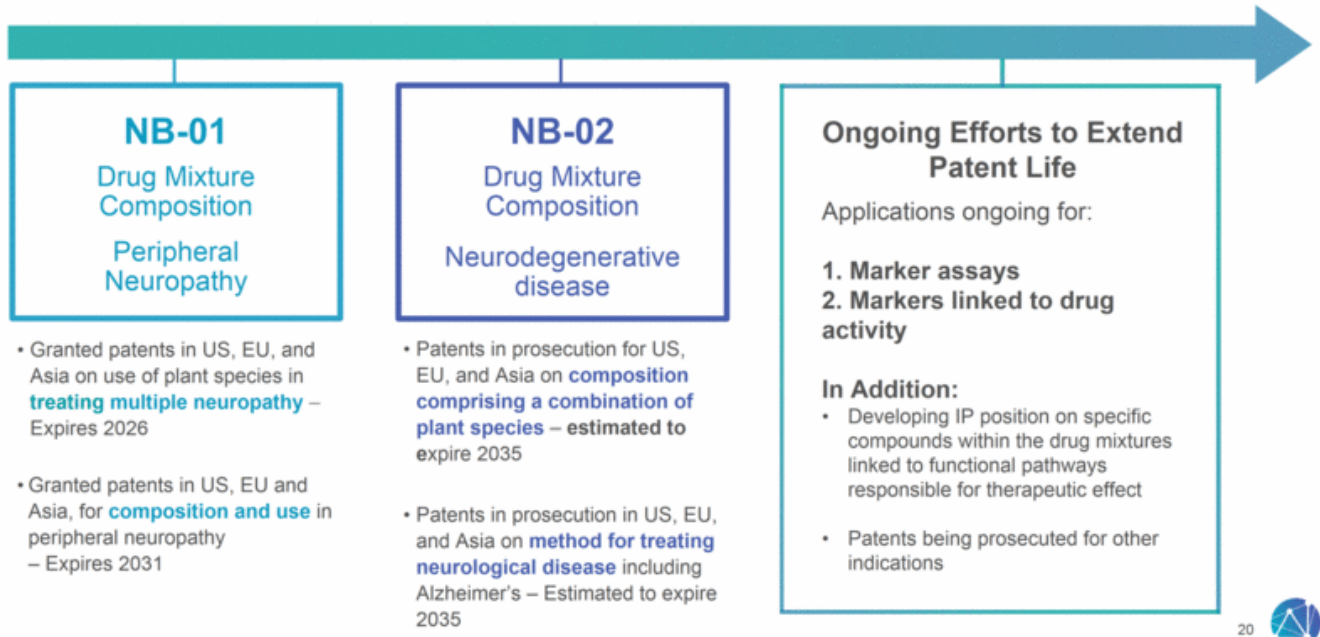 NB-01
Drug Mixture
Composition
Peripheral
Neuropathy
• Granted patents in US, EU, and
Asia on use of plant species in
treating multiple neuropathy –
Expires 2026
• Granted patents in US, EU and
Asia, for composition and use in
peripheral neuropathy
– Expires 2031
NB-02
Drug Mixture
Composition
Neurodegenerative
disease
• Patents in prosecution for US,
EU, and Asia on composition
comprising a combination of
plant species – estimated to
expire 2035
• Patents in prosecution in US, EU,
and Asia on method for treating
neurological disease including
Alzheimer's – Estimated to expire
2035
Ongoing Efforts to Extend
Patent Life
Applications ongoing for:
1. Marker assays
2. Markers linked to drug
activity
In Addition:
• Developing IP position on specific
compounds within the drug mixtures
linked to functional pathways
responsible for therapeutic effect
• Patents being prosecuted for other
indications
20